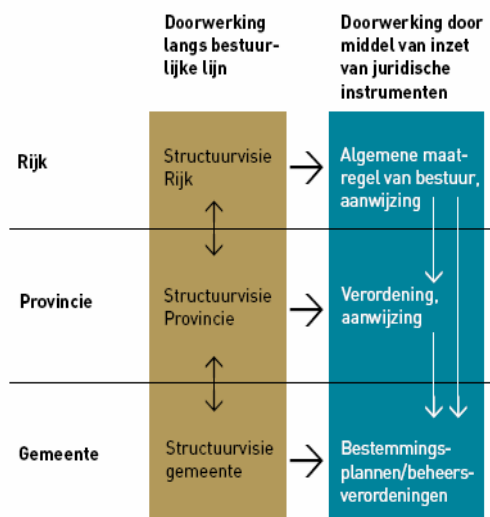 Doorwerking
langs bestuur-
lijke lijn
Doorwerking door
middel van inzet
van juridische
instrumenten
Rijk
Structuurvisie
Rijk
Algemene maat-
regel van bestuur,
aanwijzing
Provincie
Structuurvisie
Provincie
Verordening,
aanwijzing
Gemeente
Structuurvisie
gemeente
Bestemmings-
plannen/beheers-
verordeningen